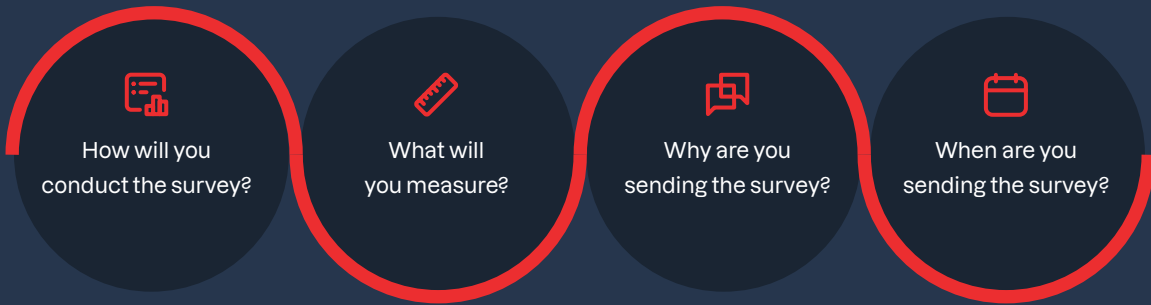 How will you
conduct the survey?
What will
you measure?
Why are you
sending the survey?
When are you
sending the survey?